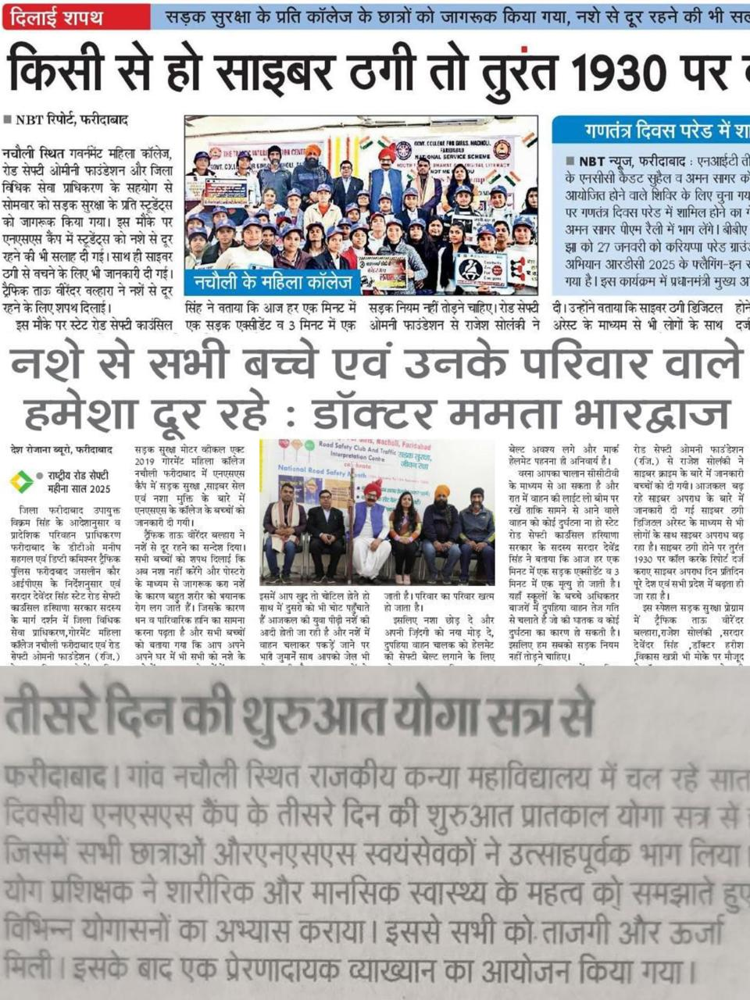 दिलाई शपथ
सड़क सुरक्षा के प्रति कॉलेज के छात्रों को जागरूक किया गया, नशे से दूर रहने की भी
किसी से हो साइबर ठगी तो तुरंत 1930 पर
NBT रिपोर्ट, फरीदाबाद
नचौली स्थित गवर्नमेंट महिला कॉलेज,
रोड सेफ्टी ओमीनी फाउंडेशन और जिला
विधिक सेवा प्राधिकरण के सहयोग से
सोमवार को सड़क सुरक्षा के प्रति स्टूडेंट्स
को जागरूक किया गया। इस मौके पर
एनएसएस कैंप में स्टूडेंट्स को नशे से दूर
रहने की भी सलाह दी गई। साथ ही साइबर
ठगी से बचने के लिए भी जानकारी दी गई।
ट्रैफिक ताऊ वीरेंदर बल्हारा ने नशे से दूर
रहने के लिए शपथ दिलाई।
इस मौके पर स्टेट रोड सेफ्टी काउंसिल
GOVT. COLLEGE FOR GIRLS, NACHOLI,
FARIDABAD
NATIONAL SERVICE SCHEME
नचौली के महिला कॉलेज
सिंह ने बताया कि आज हर एक मिनट में
एक सड़क एक्सीडेंट व 3 मिनट में एक
सड़क नियम नहीं तोड़ने चाहिए। रोड सेफ्टी
ओमनी फाउंडेशन से राजेश सोलंकी ने
दी। उन्होंने बताया कि साइबर ठगी डिजिटल
अरेस्ट के माध्यम से भी लोगों के साथ
गणतंत्र दिवस परेड में
NBT न्यूज, फरीदाबाद : एनआईटी
के एनसीसी कैडट सुहैल व अमन सागर
आयोजित होने वाले शिविर के लिए चुना
पर गणतंत्र दिवस परेड में शामिल होने का
अमन सागर पीएम रैली में भाग लेंगे। बीबीए
झा को 27 जनवरी को करियप्पा परेड
अभियान आरडीसी 2025 के फ्लैगिंग-इन
गया है। इस कार्यक्रम में प्रधानमंत्री मुख्य
नशे से सभी बच्चे एवं उनके परिवार वाले
हमेशा दूर रहे : डॉक्टर ममता भारद्वाज
देश रोजाना ब्यूरो, फरीदाबाद
राष्ट्रीय रोड सेफ्टी
महीना साल 2025
जिला फरीदाबाद उपायुक्त
विक्रम सिंह के आदेशानुसार व
प्रादेशिक परिवहन प्राधिकरण
फरीदाबाद के डीटीओ मनीष
सहगल एवं डिप्टी कमिश्नर ट्रैफिक
पुलिस फरीदाबद जसलीन कौर
आईपीएस के निर्देशनुसार एवं
सरदार देवेंदर सिंह स्टेट रोड सेफ्टी
काउंसिल हरियाणा सरकार सदस्य
के मार्ग दर्शन में जिला विधिक
सेवा प्राधिकरण,गोरमेंट महिला
कॉलेज नचौली फरीदाबाद एवं रोड
सेफ्टी ओमनी फाउंडेशन (रजि.)
सड़क सुरक्षा मोटर व्हीकल एक्ट
2019 गोरमेंट महिला कॉलेज
नचौली फरीदाबाद में एनएसएस
कैंप में सड़क सुरक्षा ,साइबर सेल
एवं नशा मुक्ति के बारे में
एनएसएस के कॉलेज के बच्चों को
जानकारी दी गयी।
ट्रैफिक ताऊ वीरेंदर बल्हारा ने
नशे से दूर रहने का सन्देश दिया।
सभी बच्चों को शपथ दिलाई कि
अब नशा नहीं करेंगे और पोस्टरो
के माध्यम से जागरूक करा नशें
के कारण बहुत शरीर को भयानक
रोग लग जाते हैं। जिसके कारण
धन व पारिवारिक हानि का सामना
करना पढ़ता है और सभी बच्चों
को बताया गया कि आप अपने
अपने घर में भी सभी को नशे के
Nacholi, Faridabad
Road Safety Club And Traffic
Interpretation Centre
celebrate
National Road Safety Month
सड़क सुरक्षा,
जीवन रक्षा
इसमें आप खुद तो चोटिल होते हो
साथ में दुसरो को भी चोट पहुँचाते
हैं आजकल की युवा पीढ़ी नशें की
आदी होती जा रही है और नशें में
वाहन चलाकर पकड़ें जाने पर
भारी जुमार्ने साथ आपको जेल भी
जाती है। परिवार का परिवार खत्म
हो जाता है।
इसलिए नशा छोड़ दे और
अपनी ज़िंदगी को नया मोड़ दे,
दुपहिया वाहन चालक को हेलमेट
की सेफ्टी बेल्ट लगाने के लिए
बेल्ट अवश्य लगे और मार्क
हेलमेट पहनना ही अनिवार्य है।
वरना आपका चालान सीसीटीवी
के माध्यम से आ सकता है और
रात में वाहन की लाईट लो बीम पर
रखें ताकि सामने से आने वाले
वाहन को कोई दुर्घटना ना हो स्टेट
रोड सेफ्टी काउंसिल हरियाणा
सरकार के सदस्य सरदार देवेंद्र
सिंह ने बताया कि आज हर एक
मिनट में एक सड़क एक्सीडेंट व 3
मिनट में एक मृत्यु हो जाती है।
यहाँ स्कूलों के बच्चे अधिकतर
बाजारों में दुपहिया वाहन तेज गति
से चलाते है जो की घातक व कोई
दुर्घटना का कारण हो सकती है।
इसलिए हम सबको सड़क नियम
नहीं तोड़ने चाहिए।
रोड सेफ्टी ओमनी फाउंडेशन
(रजि.) से राजेश सोलंकी ने
साइबर क्राइम के बारे में जानकारी
बच्चों को दी गयी। आजकल बढ़
रहे साइबर अपराध के बारे में
जानकारी दी गई साइबर ठगी
डिजिटल अरेस्ट के माध्यम से भी
लोगों के साथ साइबर अपराध बढ़
रहा है। साइबर ठगी होने पर तुरंत
1930 पर कॉल करके रिपोर्ट दर्ज
कराए साइबर अपराध दिन प्रतिदिन
पूरे देश एवं सभी प्रदेश में बढ़ता ही
जा रहा है।
इस स्पेशल सड़क सुरक्षा प्रोग्राम
में ट्रैफिक ताऊ वीरेंदर
बल्हारा,राजेश सोलंकी ,सरदार
देवेंदर सिंह ,डॉक्टर हरीश
,विकास खत्री भी मौके पर मौजूद
तीसरे दिन की शुरुआत योगा सत्र से
फरीदाबाद। गांव नचौली स्थित राजकीय कन्या महाविद्यालय में चल रहे सात
दिवसीय एनएसएस कैंप के तीसरे दिन की शुरुआत प्रातकाल योगा सत्र से
जिसमें सभी छात्राओं औरएनएसएस स्वयंसेवकों ने उत्साहपूर्वक भाग लिया।
योग प्रशिक्षक ने शारीरिक और मानसिक स्वास्थ्य के महत्व को समझाते हुए
विभिन्न योगासनों का अभ्यास कराया। इससे सभी को ताजगी और ऊर्जा
मिली। इसके बाद एक प्रेरणादायक व्याख्यान का आयोजन किया गया।